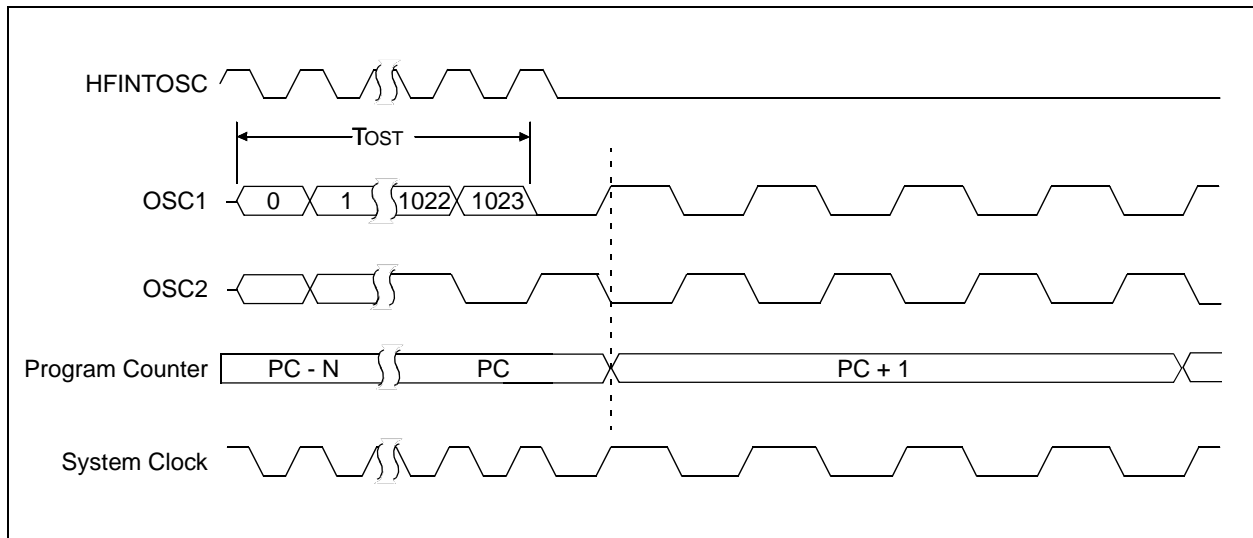 HFINTOSC
TOST
OSC1
0 1 1022 1023
OSC2
Program Counter
PC - N PC PC + 1
System Clock